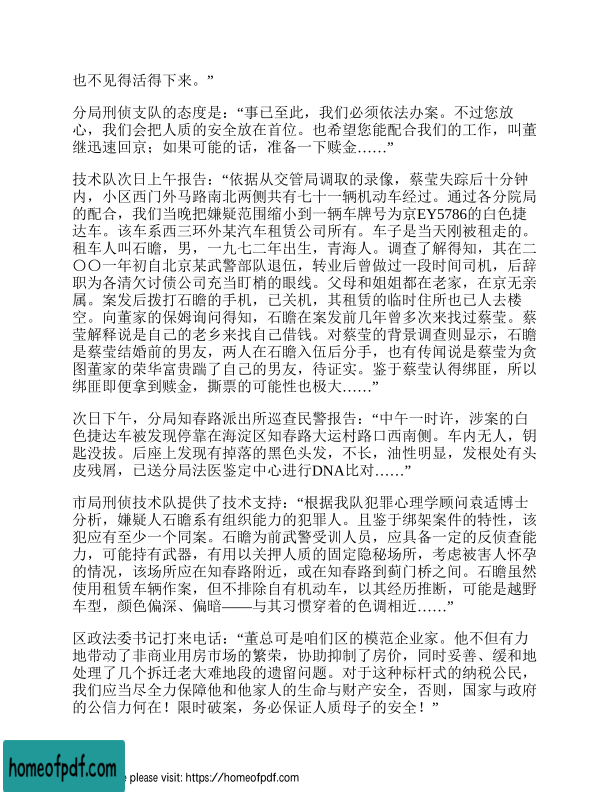 也不见得活得下来。”
分局刑侦支队的态度是：“事已至此，我们必须依法办案。不过您放
心，我们会把人质的安全放在首位。也希望您能配合我们的工作，叫董
继迅速回京；如果可能的话，准备一下赎金……”
技术队次日上午报告：“依据从交管局调取的录像，蔡莹失踪后十分钟
内，小区西门外马路南北两侧共有七十一辆机动车经过。通过各分院局
的配合，我们当晚把嫌疑范围缩小到一辆车牌号为京EY5786的白色捷
达车。该车系西三环外某汽车租赁公司所有。车子是当天刚被租走的。
租车人叫石瞻，男，一九七二年出生，青海人。调查了解得知，其在二
〇〇一年初自北京某武警部队退伍，转业后曾做过一段时间司机，后辞
职为各清欠讨债公司充当盯梢的眼线。父母和姐姐都在老家，在京无亲
属。案发后拨打石瞻的手机，已关机，其租赁的临时住所也已人去楼
空。向董家的保姆询问得知，石瞻在案发前几年曾多次来找过蔡莹。蔡
莹解释说是自己的老乡来找自己借钱。对蔡莹的背景调查则显示，石瞻
是蔡莹结婚前的男友，两人在石瞻入伍后分手，也有传闻说是蔡莹为贪
图董家的荣华富贵踹了自己的男友，待证实。鉴于蔡莹认得绑匪，所以
绑匪即便拿到赎金，撕票的可能性也极大……”
次日下午，分局知春路派出所巡查民警报告：“中午一时许，涉案的白
色捷达车被发现停靠在海淀区知春路大运村路口西南侧。车内无人，钥
匙没拔。后座上发现有掉落的黑色头发，不长，油性明显，发根处有头
皮残屑，已送分局法医鉴定中心进行DNA比对……”
市局刑侦技术队提供了技术支持：“根据我队犯罪心理学顾问袁适博士
分析，嫌疑人石瞻系有组织能力的犯罪人。且鉴于绑架案件的特性，该
犯应有至少一个同案。石瞻为前武警受训人员，应具备一定的反侦查能
力，可能持有武器，有用以关押人质的固定隐秘场所，考虑被害人怀孕
的情况，该场所应在知春路附近，或在知春路到蓟门桥之间。石瞻虽然
使用租赁车辆作案，但不排除自有机动车，以其经历推断，可能是越野
车型，颜色偏深、偏暗——与其习惯穿着的色调相近……”
区政法委书记打来电话：“董总可是咱们区的模范企业家。他不但有力
地带动了非商业用房市场的繁荣，协助抑制了房价，同时妥善、缓和地
处理了几个拆迁老大难地段的遗留问题。对于这种标杆式的纳税公民，
我们应当尽全力保障他和他家人的生命与财产安全，否则，国家与政府
的公信力何在！限时破案，务必保证人质母子的安全！”
homeofpdf.com
e please visit: https://homeofpdf.com